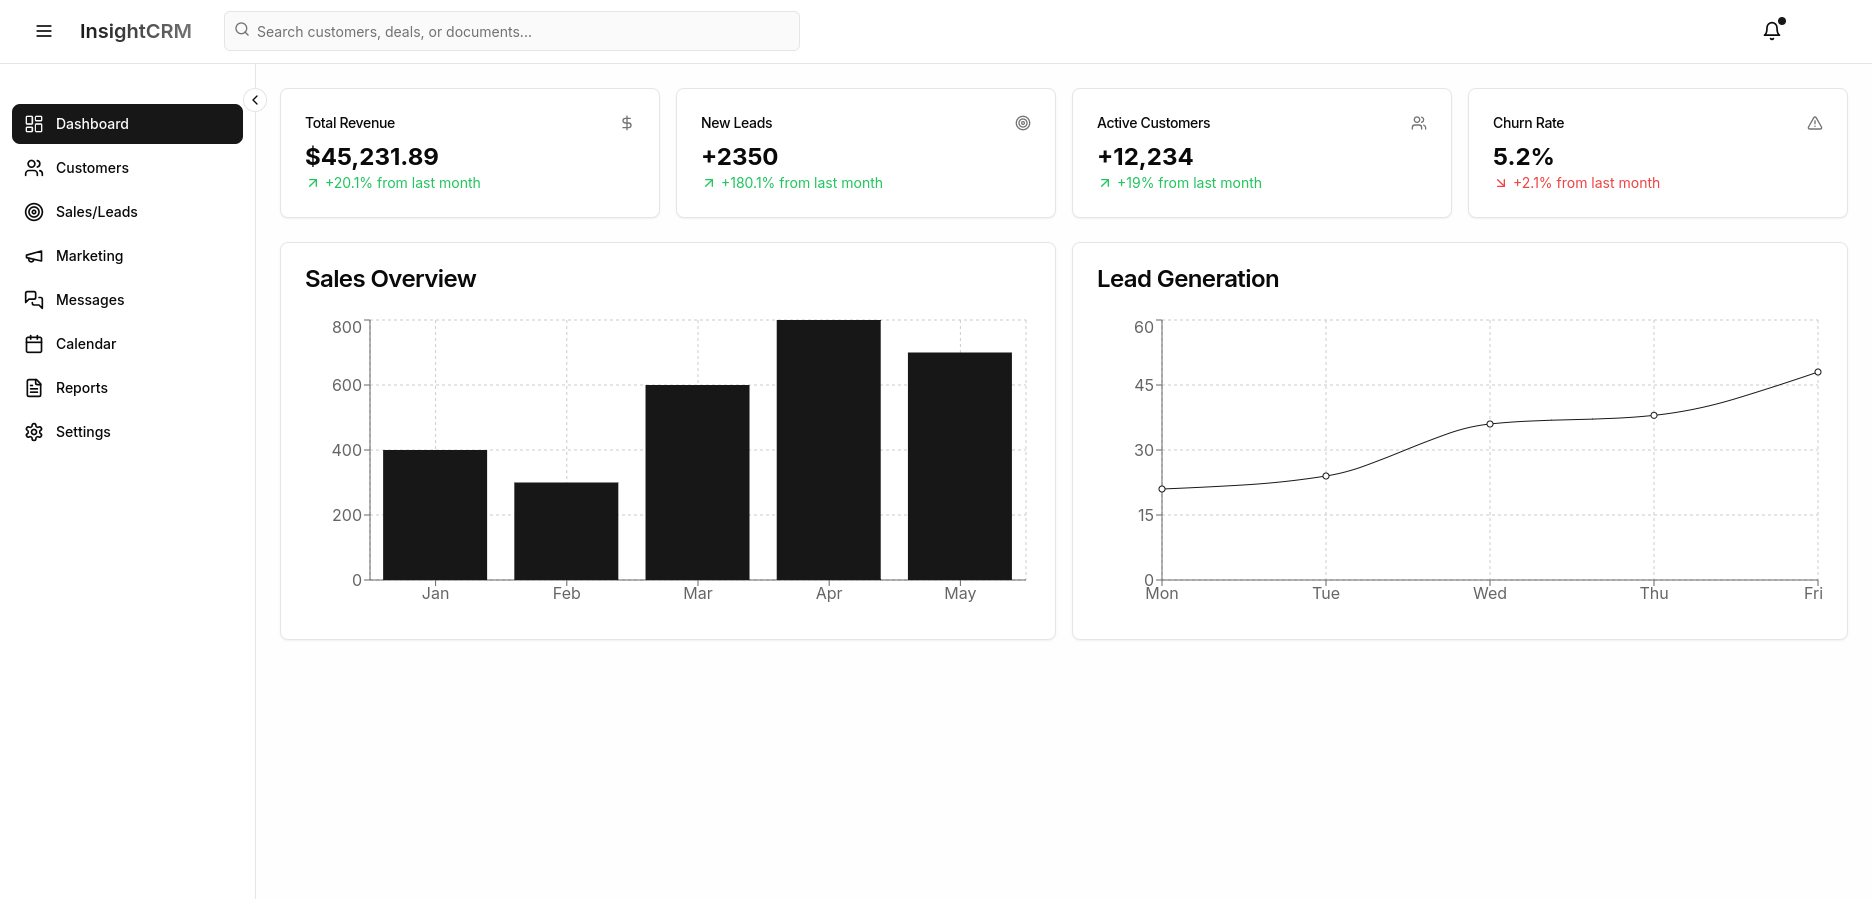 InsightCRM
Search customers, deals, or documents...
Dashboard
Customers
Sales/Leads
Marketing
Messages
Calendar
Reports
Settings
Total Revenue
$45,231.89
+20.1% from last month
New Leads
+2350
+180.1% from last month
Active Customers
+12,234
+19% from last month
Churn Rate
5.2%
+2.1% from last month
Sales Overview
800
600
400
200
0
Jan Feb Mar Apr May
Lead Generation
60
45
30
15
0
Mon Tue Wed Thu Fri